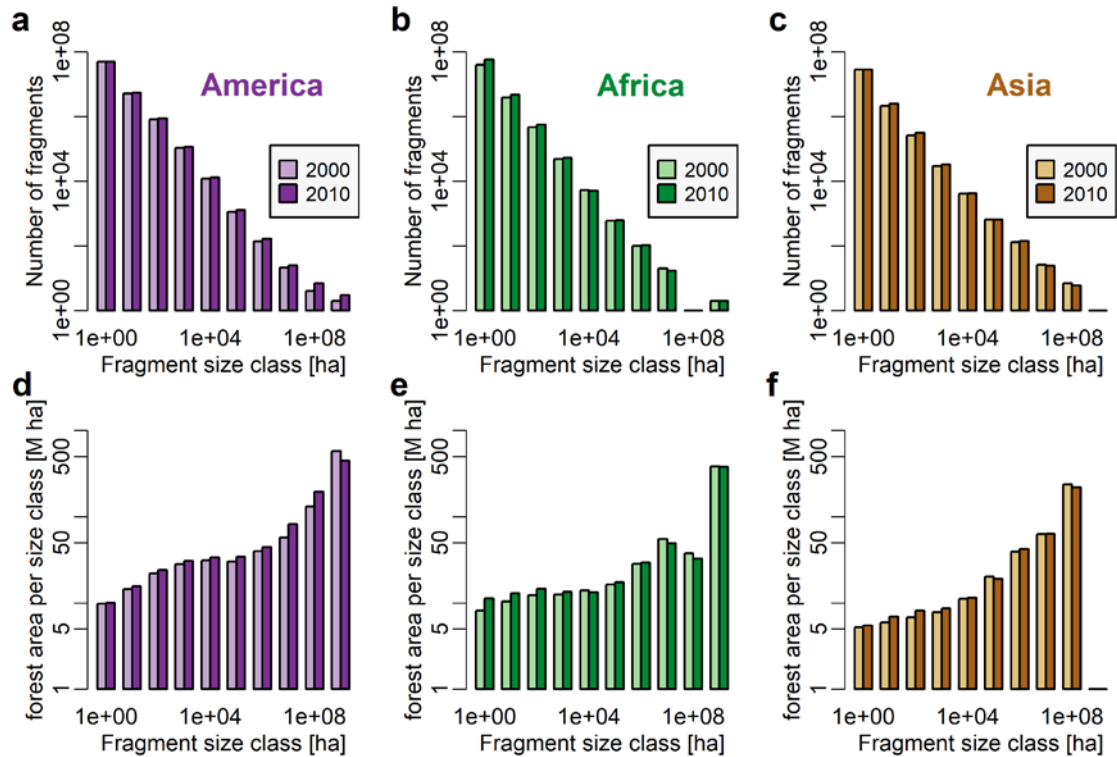 a
Number of fragments
1e+08
1e+04
1e+00
America
2000
2010
1e+00
1e+04
1e+08
Fragment size class [ha]
b
Number of fragments
1e+08
1e+04
1e+00
Africa
2000
2010
1e+00
1e+04
1e+08
Fragment size class [ha]
c
Number of fragments
1e+08
1e+04
1e+00
Asia
2000
2010
1e+00
1e+04
1e+08
Fragment size class [ha]
d
forest area per size class [M ha]
500
50
5
1
1e+00
1e+04
1e+08
Fragment size class [ha]
e
forest area per size class [M ha]
500
50
5
1
1e+00
1e+04
1e+08
Fragment size class [ha]
f
forest area per size class [M ha]
500
50
5
1
1e+00
1e+04
1e+08
Fragment size class [ha]